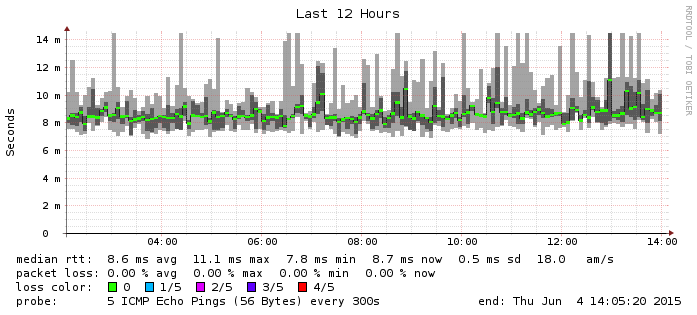 Last 12 Hours
RRDTOOL / TOBI OETIKER
Seconds
14 m
12 m
10 m
8 m
6 m
4 m
2 m
0
04:00 06:00 08:00 10:00 12:00 14:00
median rtt: 8.6 ms avg 11.1 ms max 7.8 ms min 8.7 ms now 0.5 ms sd 18.0 am/s
packet loss: 0.00 % avg 0.00 % max 0.00 % min 0.00 % now
loss color: 0 1/5 2/5 3/5 4/5
probe: 5 ICMP Echo Pings (56 Bytes) every 300s end: Thu Jun 4 14:05:20 2015